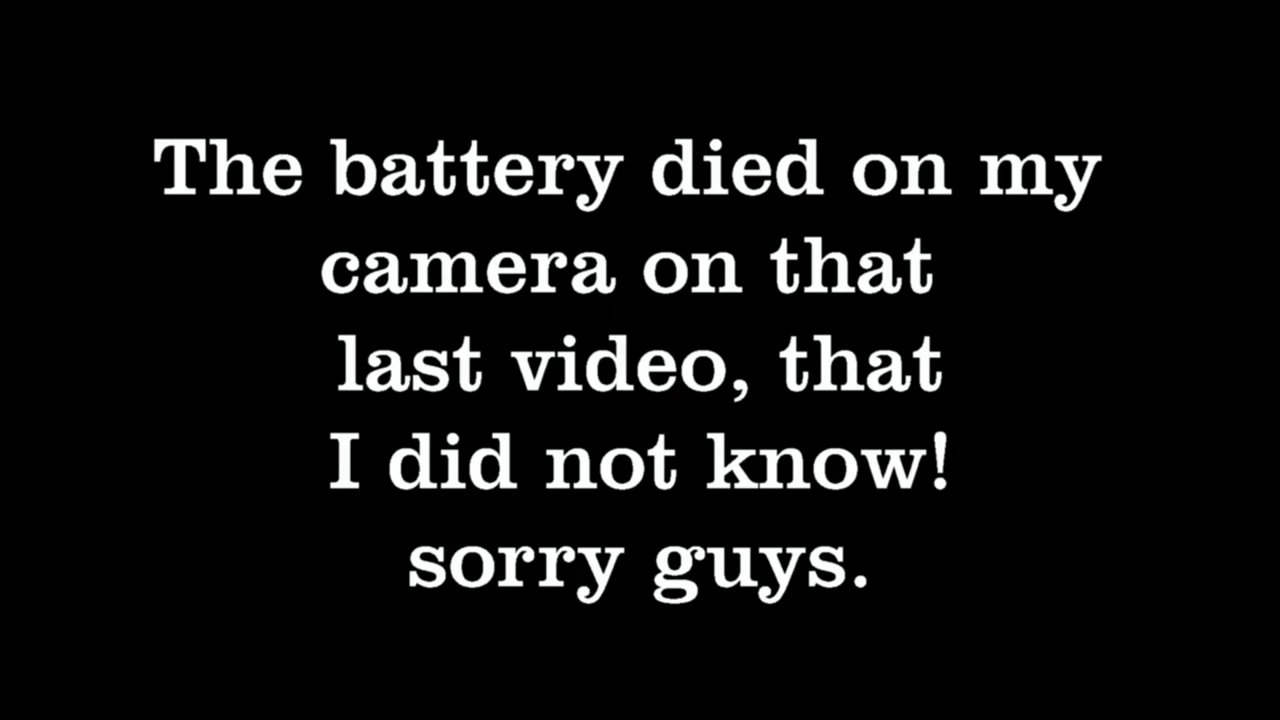 The battery died on my
camera on that
last video, that
I did not know!
sorry guys.